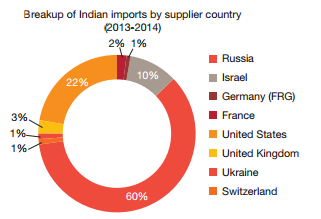 Breakup of Indian imports by supplier country
(2013-2014)
2% 1%
10%
22%
3%
1%
1%
60%
Russia
Israel
Germany (FRG)
France
United States
United Kingdom
Ukraine
Switzerland